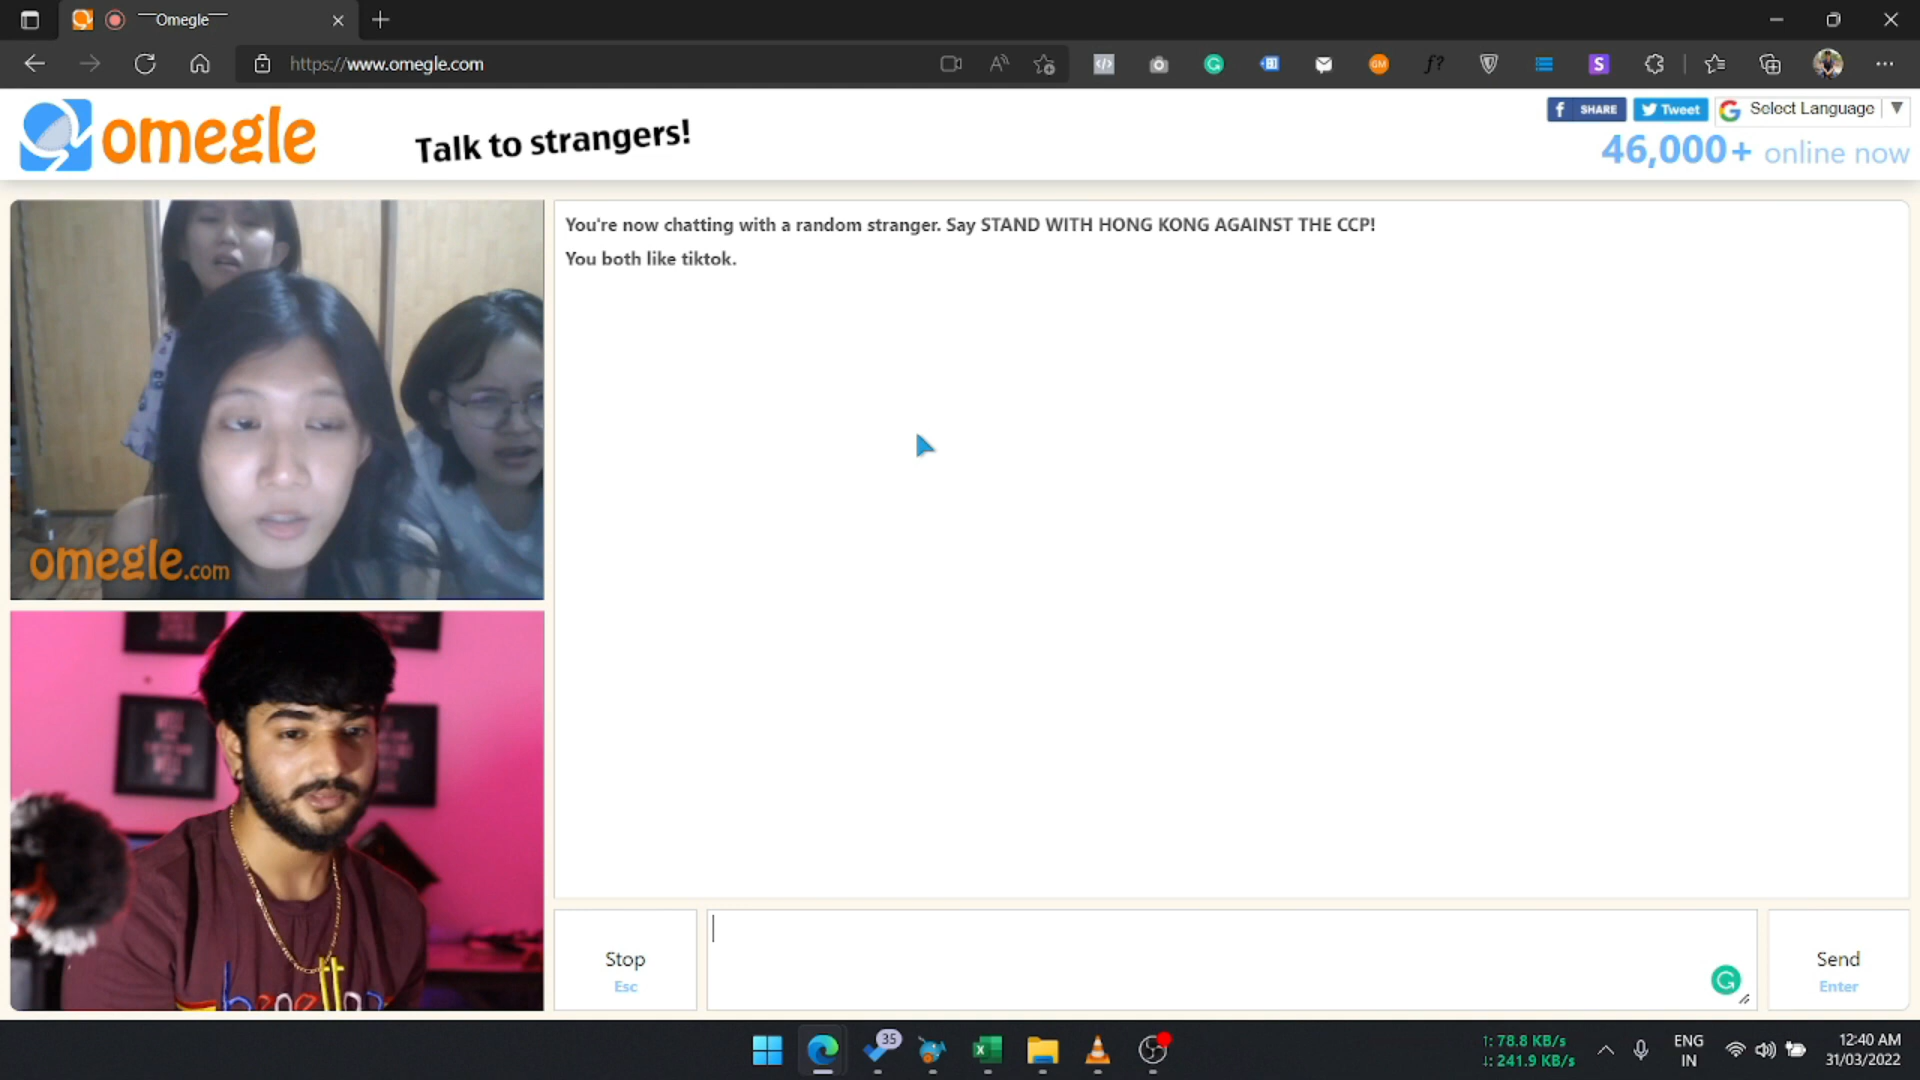 Omegle
https://www.omegle.com
omegle
Talk to strangers!
SHARE
Tweet
Select Language
46,000+ online now
You're now chatting with a random stranger. Say STAND WITH HONG KONG AGAINST THE CCP!
You both like tiktok.
omegle.com
Stop
Esc
Send
Enter
35
↑: 78.8 KB/s
↓: 241.9 KB/s
ENG
IN
12:40 AM
31/03/2022